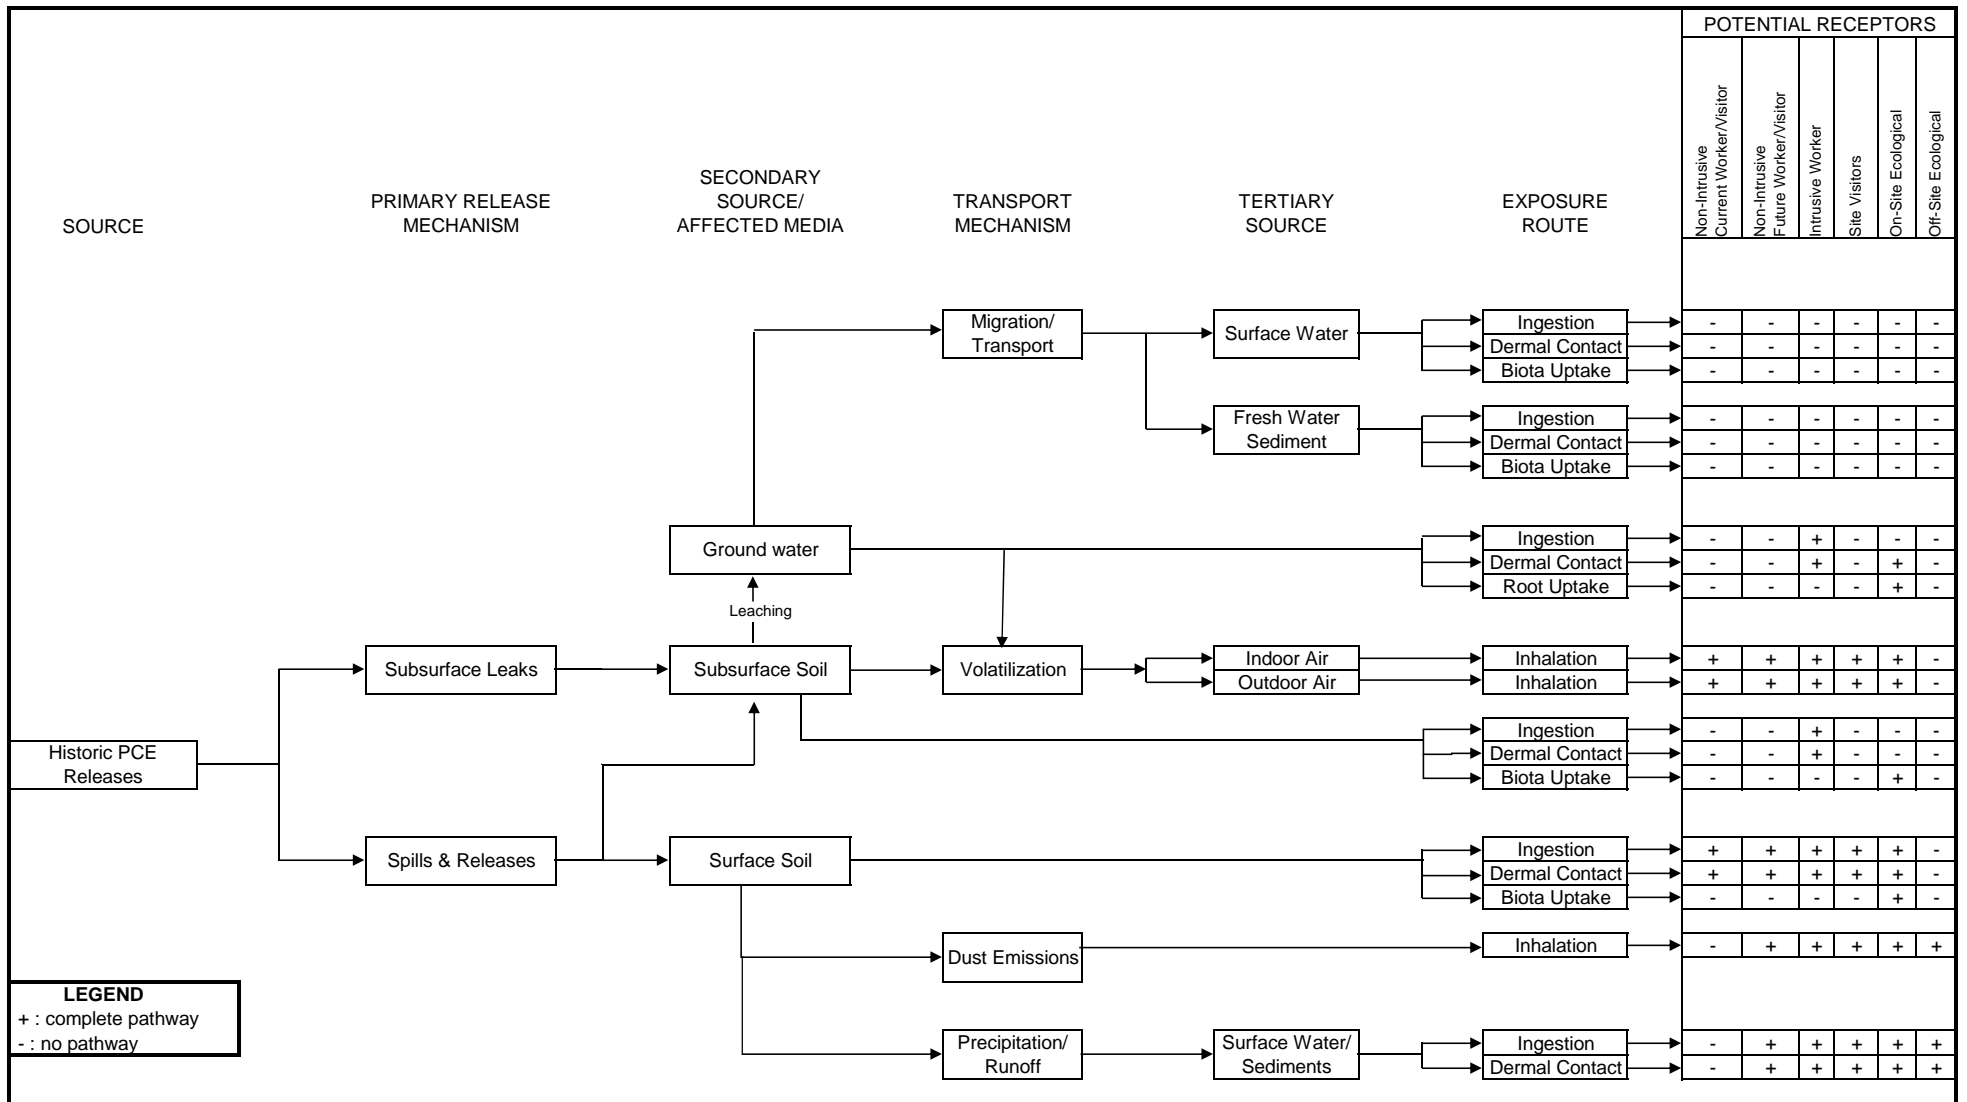 POTENTIAL RECEPTORS
Non-Intrusive
Current Worker/Visitor
Non-Intrusive
Future Worker/Visitor
Intrusive Worker
Site Visitors
On-Site Ecological
Off-Site Ecological
SOURCE
PRIMARY RELEASE
MECHANISM
SECONDARY
SOURCE/
AFFECTED MEDIA
TRANSPORT
MECHANISM
TERTIARY
SOURCE
EXPOSURE
ROUTE
Migration/
Transport
Surface Water
Ingestion - - - - - -
Dermal Contact - - - - - -
Biota Uptake - - - - - -
Fresh Water
Sediment
Ingestion - - - - - -
Dermal Contact - - - - - -
Biota Uptake - - - - - -
Ground water
Ingestion - - + - - -
Dermal Contact - - + - + -
Root Uptake - - - - + -
Leaching
Subsurface Leaks
Subsurface Soil
Volatilization
Indoor Air Inhalation + + + + + -
Outdoor Air Inhalation + + + + + -
Ingestion - - + - - -
Dermal Contact - - + - - -
Biota Uptake - - - - + -
Historic PCE
Releases
Spills & Releases
Surface Soil
Ingestion + + + + + -
Dermal Contact + + + + + -
Biota Uptake - - - - + -
Dust Emissions
Inhalation - + + + + +
LEGEND
+ : complete pathway
- : no pathway
Precipitation/
Runoff
Surface Water/
Sediments
Ingestion - + + + + +
Dermal Contact - + + + + +